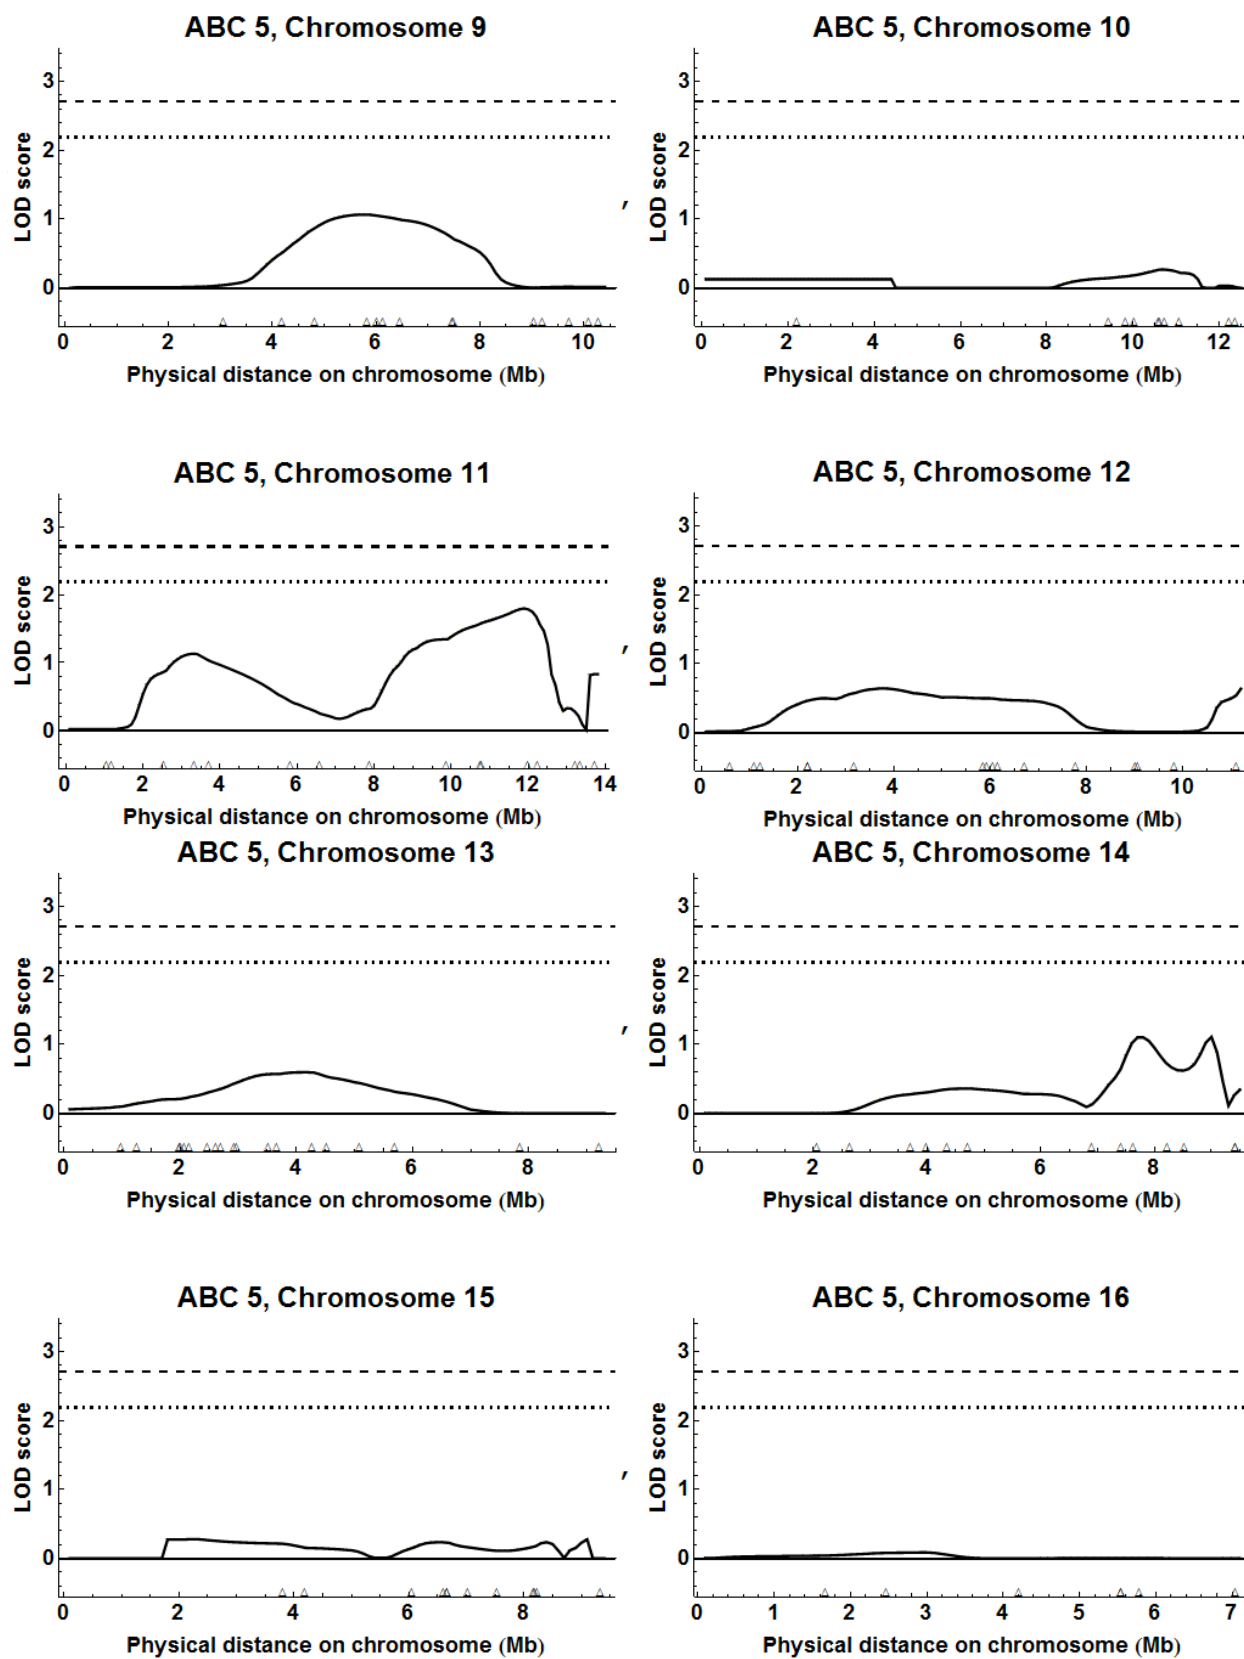 ABC 5, Chromosome 9
3
2
1
0
LOD score
0 2 4 6 8 10
Physical distance on chromosome (Mb)
,
ABC 5, Chromosome 10
3
2
1
0
LOD score
0 2 4 6 8 10 12
Physical distance on chromosome (Mb)
ABC 5, Chromosome 11
3
2
1
0
LOD score
0 2 4 6 8 10 12 14
Physical distance on chromosome (Mb)
,
ABC 5, Chromosome 12
3
2
1
0
LOD score
0 2 4 6 8 10
Physical distance on chromosome (Mb)
ABC 5, Chromosome 13
3
2
1
0
LOD score
0 2 4 6 8
Physical distance on chromosome (Mb)
,
ABC 5, Chromosome 14
3
2
1
0
LOD score
0 2 4 6 8
Physical distance on chromosome (Mb)
ABC 5, Chromosome 15
3
2
1
0
LOD score
0 2 4 6 8
Physical distance on chromosome (Mb)
,
ABC 5, Chromosome 16
3
2
1
0
LOD score
0 1 2 3 4 5 6 7
Physical distance on chromosome (Mb)